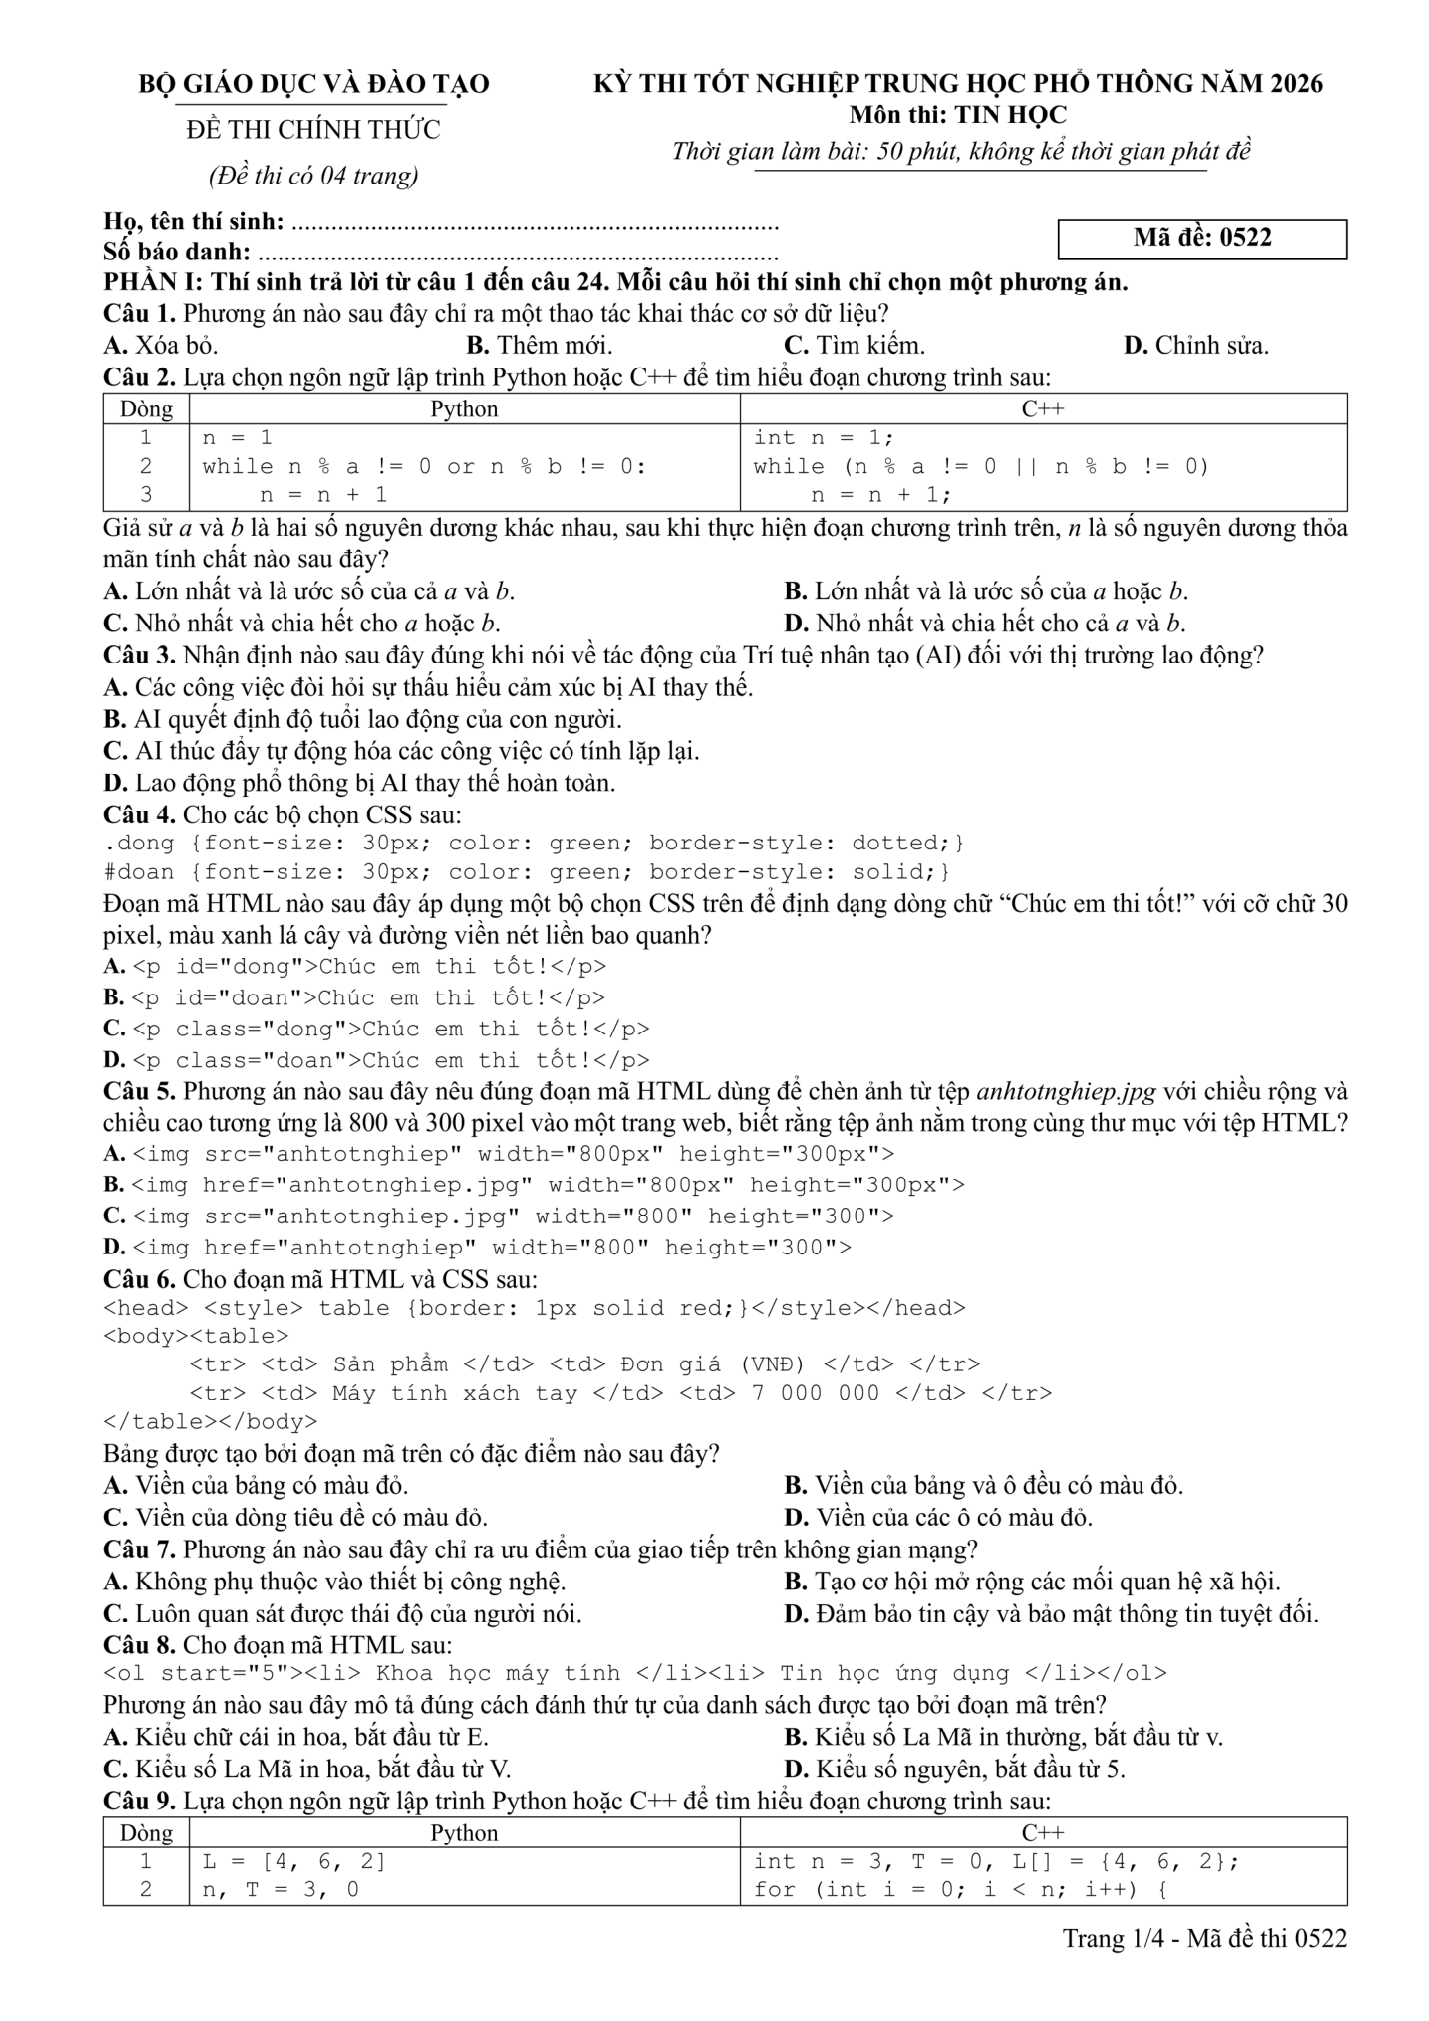 BỘ GIÁO DỤC VÀ ĐÀO TẠO
ĐỀ THI CHÍNH THỨC
(Đề thi có 04 trang)
KỲ THI TỐT NGHIỆP TRUNG HỌC PHỔ THÔNG NĂM 2026
Môn thi: TIN HỌC
Thời gian làm bài: 50 phút, không kể thời gian phát đề
Họ, tên thí sinh: ..........................................................................
Số báo danh: ..............................................................................
Mã đề: 0522
PHẦN I: Thí sinh trả lời từ câu 1 đến câu 24. Mỗi câu hỏi thí sinh chỉ chọn một phương án.
Câu 1. Phương án nào sau đây chỉ ra một thao tác khai thác cơ sở dữ liệu?
A. Xóa bỏ. B. Thêm mới. C. Tìm kiếm. D. Chỉnh sửa.
Câu 2. Lựa chọn ngôn ngữ lập trình Python hoặc C++ để tìm hiểu đoạn chương trình sau:
Dòng Python C++
1 n = 1 int n = 1;
2 while n % a != 0 or n % b != 0: while (n % a != 0 || n % b != 0)
3 n = n + 1 n = n + 1;
Giả sử a và b là hai số nguyên dương khác nhau, sau khi thực hiện đoạn chương trình trên, n là số nguyên dương thỏa
mãn tính chất nào sau đây?
A. Lớn nhất và là ước số của cả a và b. B. Lớn nhất và là ước số của a hoặc b.
C. Nhỏ nhất và chia hết cho a hoặc b. D. Nhỏ nhất và chia hết cho cả a và b.
Câu 3. Nhận định nào sau đây đúng khi nói về tác động của Trí tuệ nhân tạo (AI) đối với thị trường lao động?
A. Các công việc đòi hỏi sự thấu hiểu cảm xúc bị AI thay thế.
B. AI quyết định độ tuổi lao động của con người.
C. AI thúc đẩy tự động hóa các công việc có tính lặp lại.
D. Lao động phổ thông bị AI thay thế hoàn toàn.
Câu 4. Cho các bộ chọn CSS sau:
.dong {font-size: 30px; color: green; border-style: dotted;}
#doan {font-size: 30px; color: green; border-style: solid;}
Đoạn mã HTML nào sau đây áp dụng một bộ chọn CSS trên để định dạng dòng chữ “Chúc em thi tốt!” với cỡ chữ 30
pixel, màu xanh lá cây và đường viền nét liền bao quanh?
A. <p id="dong">Chúc em thi tốt!</p>
B. <p id="doan">Chúc em thi tốt!</p>
C. <p class="dong">Chúc em thi tốt!</p>
D. <p class="doan">Chúc em thi tốt!</p>
Câu 5. Phương án nào sau đây nêu đúng đoạn mã HTML dùng để chèn ảnh từ tệp anhtotnghiep.jpg với chiều rộng và
chiều cao tương ứng là 800 và 300 pixel vào một trang web, biết rằng tệp ảnh nằm trong cùng thư mục với tệp HTML?
A. <img src="anhtotnghiep" width="800px" height="300px">
B. <img href="anhtotnghiep.jpg" width="800px" height="300px">
C. <img src="anhtotnghiep.jpg" width="800" height="300">
D. <img href="anhtotnghiep" width="800" height="300">
Câu 6. Cho đoạn mã HTML và CSS sau:
<head> <style> table {border: 1px solid red;}</style></head>
<body><table>
<tr> <td> Sản phẩm </td> <td> Đơn giá (VNĐ) </td> </tr>
<tr> <td> Máy tính xách tay </td> <td> 7 000 000 </td> </tr>
</table></body>
Bảng được tạo bởi đoạn mã trên có đặc điểm nào sau đây?
A. Viền của bảng có màu đỏ. B. Viền của bảng và ô đều có màu đỏ.
C. Viền của dòng tiêu đề có màu đỏ. D. Viền của các ô có màu đỏ.
Câu 7. Phương án nào sau đây chỉ ra ưu điểm của giao tiếp trên không gian mạng?
A. Không phụ thuộc vào thiết bị công nghệ. B. Tạo cơ hội mở rộng các mối quan hệ xã hội.
C. Luôn quan sát được thái độ của người nói. D. Đảm bảo tin cậy và bảo mật thông tin tuyệt đối.
Câu 8. Cho đoạn mã HTML sau:
<ol start="5"><li> Khoa học máy tính </li><li> Tin học ứng dụng </li></ol>
Phương án nào sau đây mô tả đúng cách đánh thứ tự của danh sách được tạo bởi đoạn mã trên?
A. Kiểu chữ cái in hoa, bắt đầu từ E. B. Kiểu số La Mã in thường, bắt đầu từ v.
C. Kiểu số La Mã in hoa, bắt đầu từ V. D. Kiểu số nguyên, bắt đầu từ 5.
Câu 9. Lựa chọn ngôn ngữ lập trình Python hoặc C++ để tìm hiểu đoạn chương trình sau:
Dòng Python C++
1 L = [4, 6, 2] int n = 3, T = 0, L[] = {4, 6, 2};
2 n, T = 3, 0 for (int i = 0; i < n; i++) {
Trang 1/4 - Mã đề thi 0522